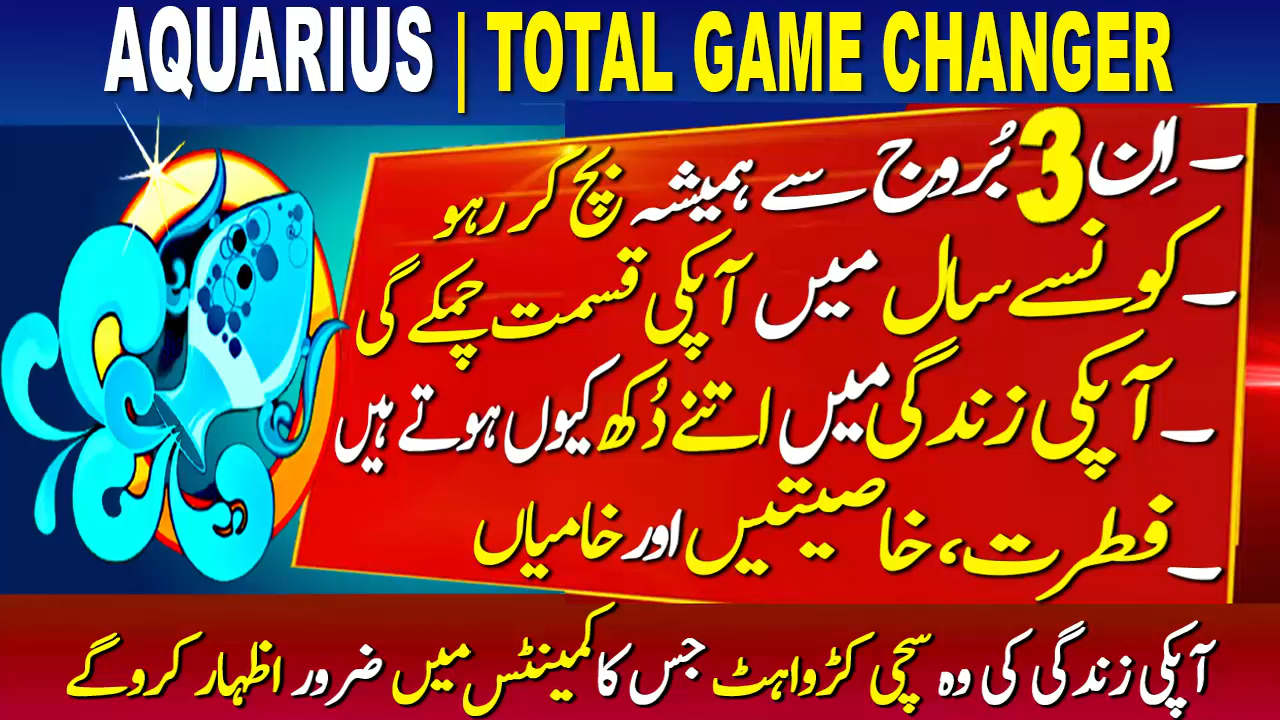 AQUARIUS | TOTAL GAME CHANGER
۔ اِن 3 بُروج سے ہمیشہ بچ کر رہو
۔ کونسے سال میں آپکی قسمت چمکے گی
۔ آپکی زندگی میں اتنے دُکھ کیوں ہوتے ہیں
۔ فطرت، خاصیتیں اور خامیاں
آپکی زندگی کی وہ سچی کڑواہٹ جس کا کمینٹس میں ضرور اظہار کرو گے